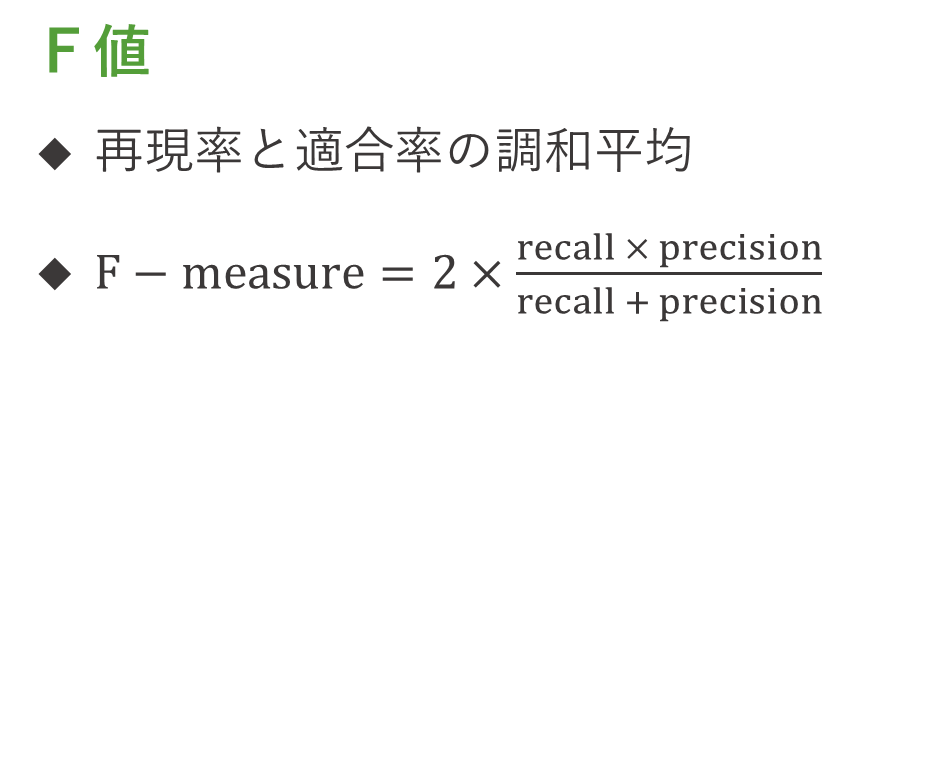 F値
◆ 再現率と適合率の調和平均
◆ F − measure = 2 × recall × precision / recall + precision